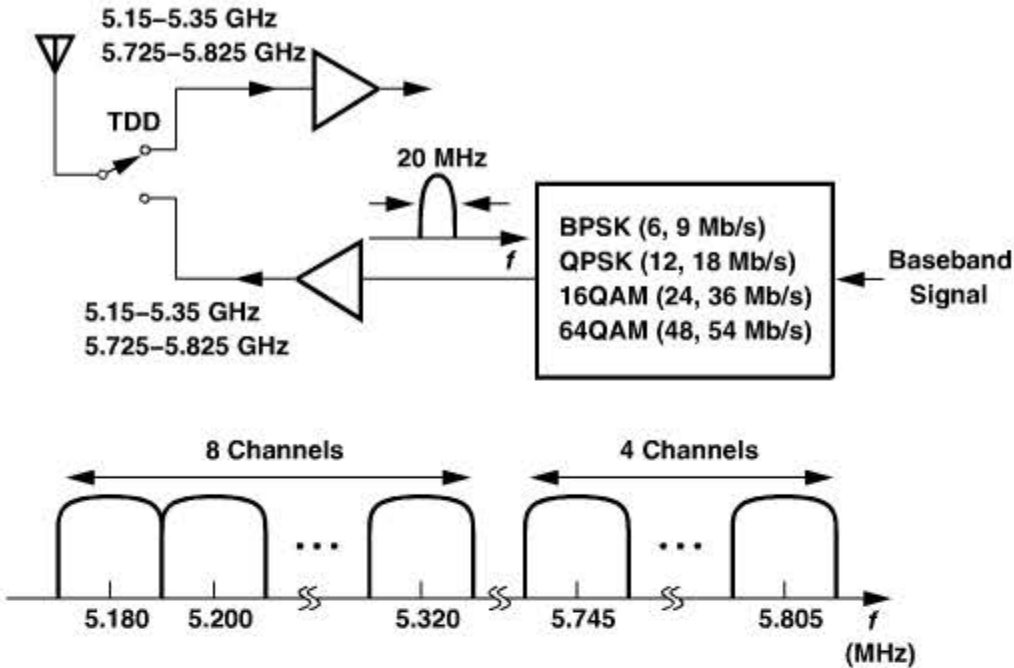 5.15–5.35 GHz
5.725–5.825 GHz
TDD
20 MHz
f
BPSK (6, 9 Mb/s)
QPSK (12, 18 Mb/s)
16QAM (24, 36 Mb/s)
64QAM (48, 54 Mb/s)
Baseband
Signal
5.15–5.35 GHz
5.725–5.825 GHz
8 Channels
4 Channels
5.180
5.200
5.320
5.745
5.805
f
(MHz)